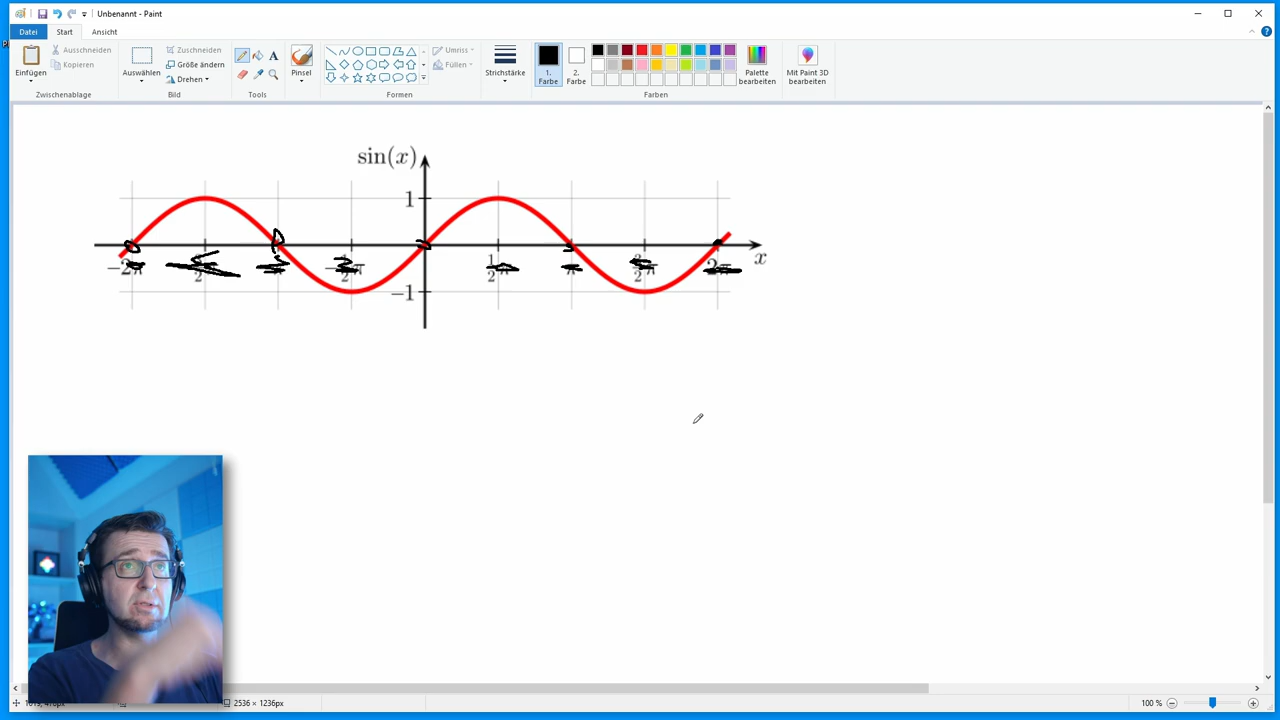 Unbenannt - Paint
Datei Start Ansicht
Einfügen
Ausschneiden
Kopieren
Zwischenablage
Auswählen
Zuschneiden
Größe ändern
Drehen
Bild
A
Tools
Pinsel
Umriss
Füllen
Formen
Strichstärke
1. Farbe
2. Farbe
Palette bearbeiten
Farben
Mit Paint 3D bearbeiten
sin(x)
1
x
−1
2536 × 1236px
100 %